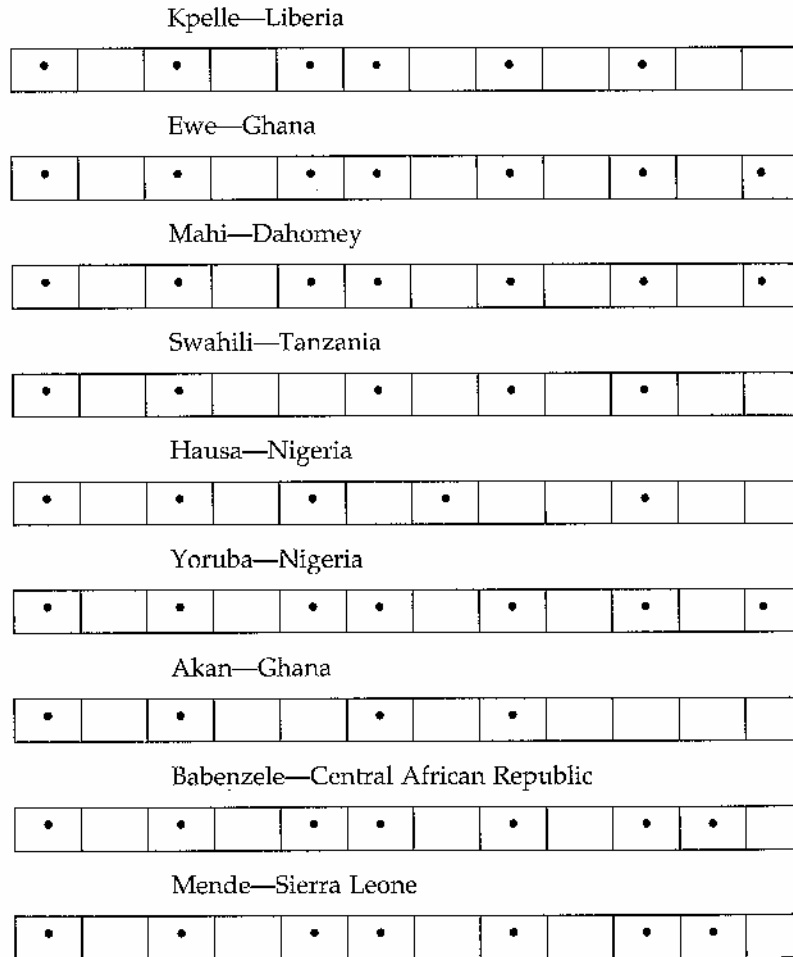 Kpelle—Liberia
Ewe—Ghana
Mahi—Dahomey
Swahili—Tanzania
Hausa—Nigeria
Yoruba—Nigeria
Akan—Ghana
Babenzele—Central African Republic
Mende—Sierra Leone